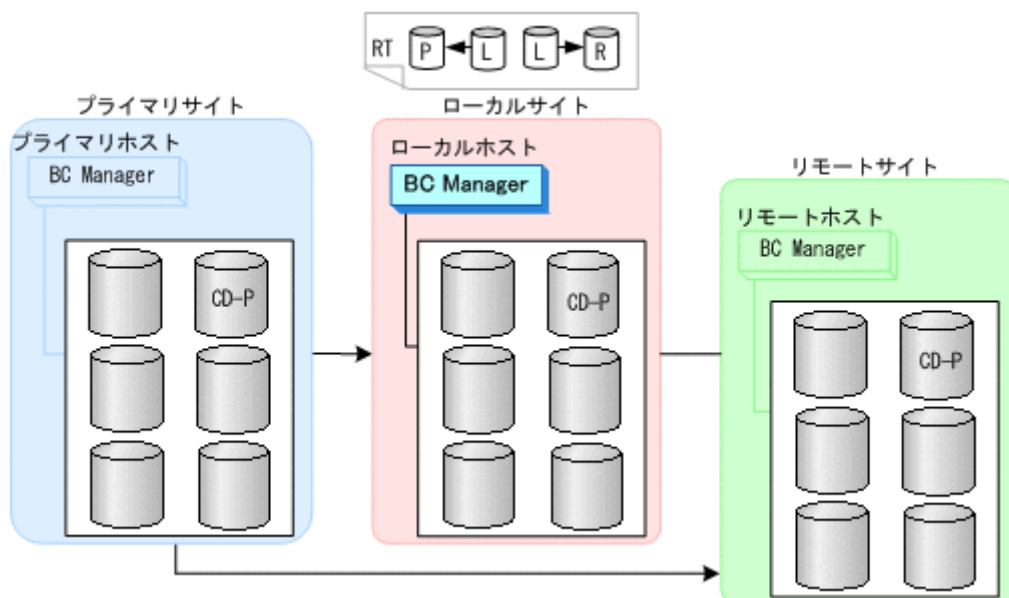 RT P L L R
プライマリサイト
プライマリホスト
BC Manager
CD-P
ローカルサイト
ローカルホスト
BC Manager
CD-P
リモートサイト
リモートホスト
BC Manager
CD-P